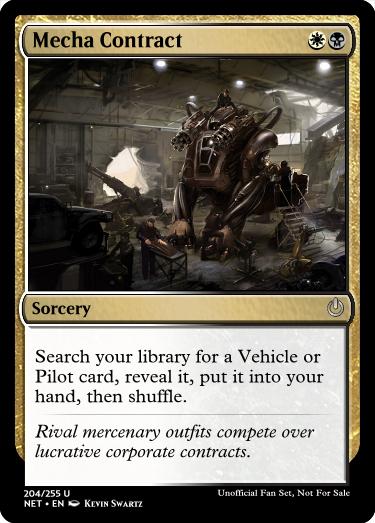 Mecha Contract
Sorcery
Search your library for a Vehicle or
Pilot card, reveal it, put it into your
hand, then shuffle.
Rival mercenary outfits compete over
lucrative corporate contracts.
204/255 U
NET • EN Kevin Swartz
Unofficial Fan Set, Not For Sale